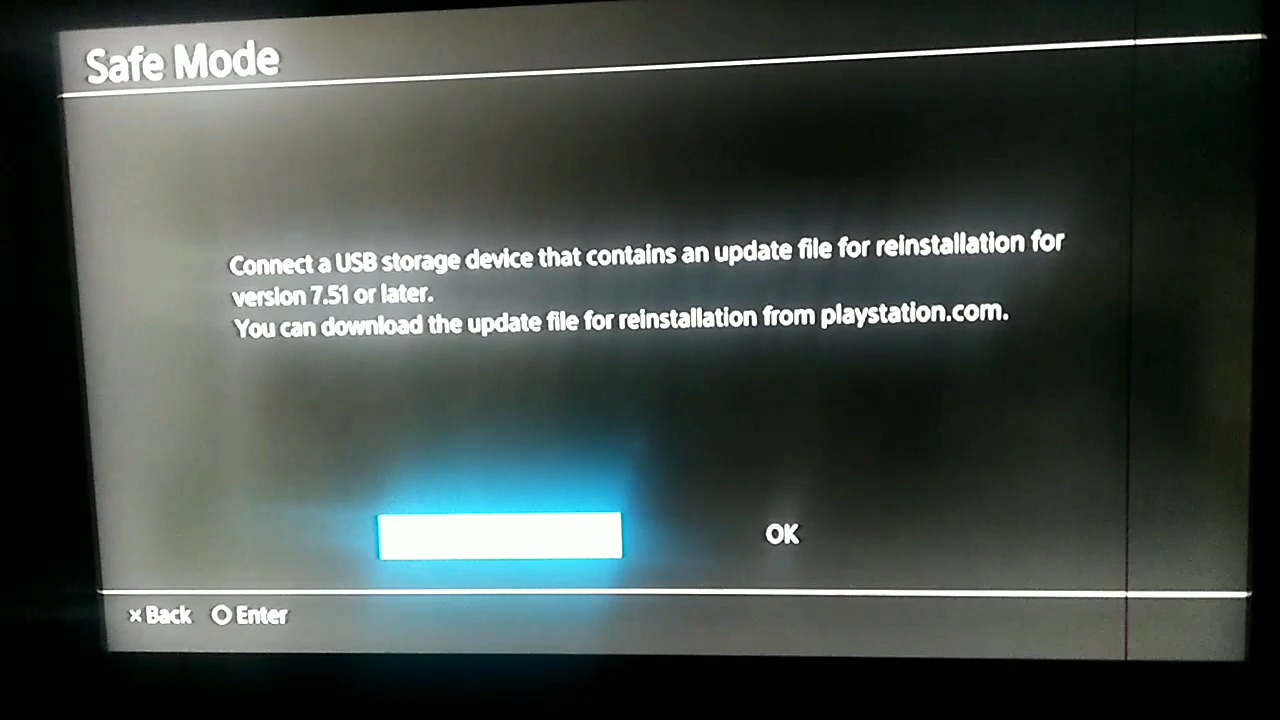 Safe Mode
Connect a USB storage device that contains an update file for reinstallation for
version 7.51 or later.
You can download the update file for reinstallation from playstation.com.
OK
× Back ○ Enter